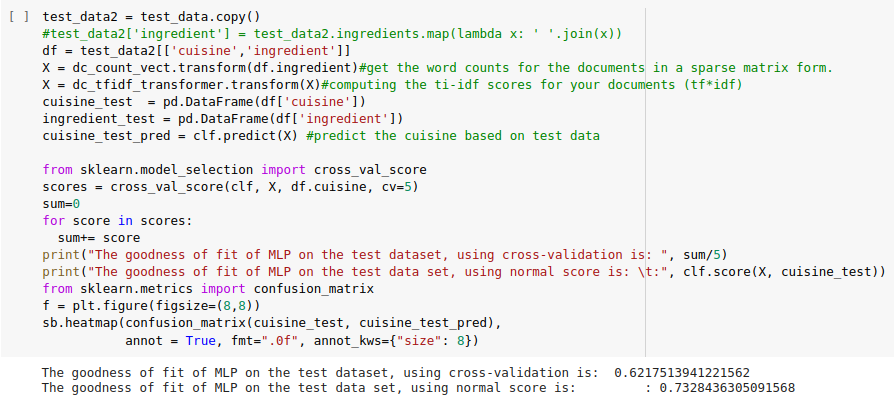 [ ] test_data2 = test_data.copy()
#test_data2['ingredient'] = test_data2.ingredients.map(lambda x: ' '.join(x))
df = test_data2[['cuisine','ingredient']]
X = dc_count_vect.transform(df.ingredient)#get the word counts for the documents in a sparse matrix form.
X = dc_tfidf_transformer.transform(X)#computing the ti-idf scores for your documents (tf*idf)
cuisine_test  = pd.DataFrame(df['cuisine'])
ingredient_test = pd.DataFrame(df['ingredient'])
cuisine_test_pred = clf.predict(X) #predict the cuisine based on test data

from sklearn.model_selection import cross_val_score
scores = cross_val_score(clf, X, df.cuisine, cv=5)
sum=0
for score in scores:
  sum+= score
print("The goodness of fit of MLP on the test dataset, using cross-validation is: ", sum/5)
print("The goodness of fit of MLP on the test data set, using normal score is: \t:", clf.score(X, cuisine_test))
from sklearn.metrics import confusion_matrix
f = plt.figure(figsize=(8,8))
sb.heatmap(confusion_matrix(cuisine_test, cuisine_test_pred),
           annot = True, fmt=".0f", annot_kws={"size": 8})

The goodness of fit of MLP on the test dataset, using cross-validation is:  0.6217513941221562
The goodness of fit of MLP on the test data set, using normal score is:         : 0.7328436305091568